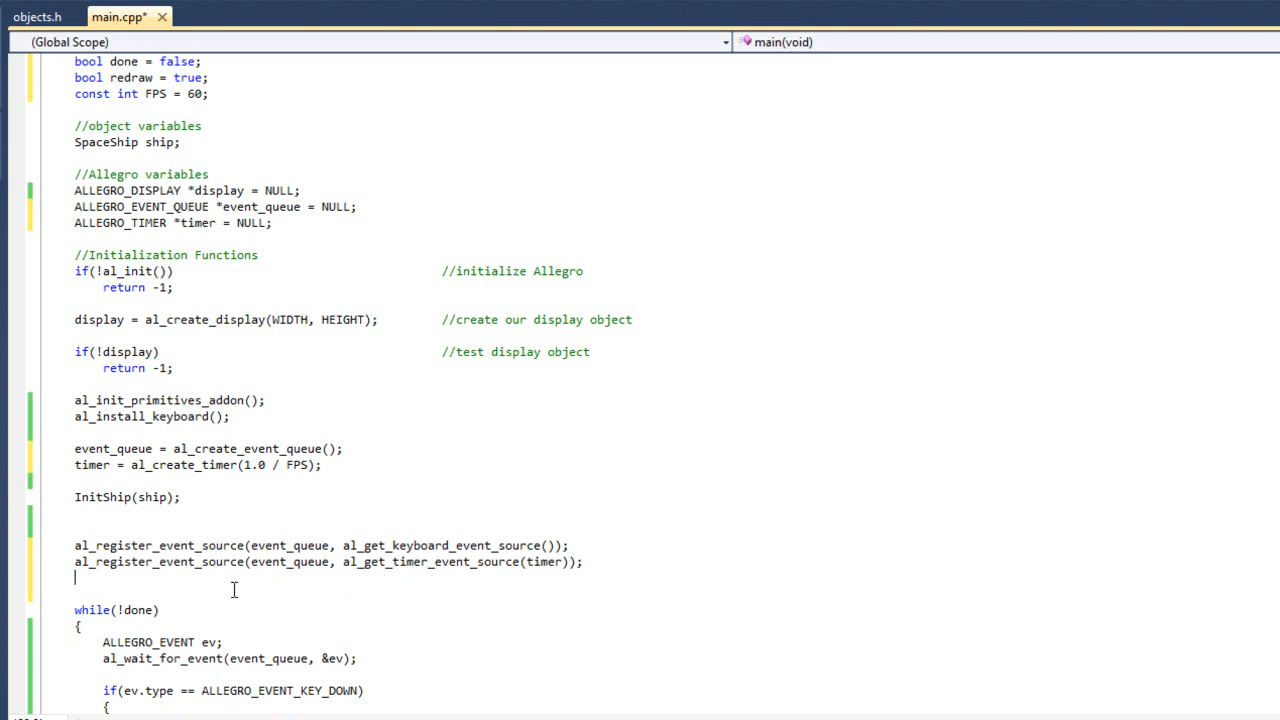 objects.h main.cpp*
(Global Scope) main(void)
bool done = false;
bool redraw = true;
const int FPS = 60;
//object variables
SpaceShip ship;
//Allegro variables
ALLEGRO_DISPLAY *display = NULL;
ALLEGRO_EVENT_QUEUE *event_queue = NULL;
ALLEGRO_TIMER *timer = NULL;
//Initialization Functions
if(!al_init()) //initialize Allegro
return -1;
display = al_create_display(WIDTH, HEIGHT); //create our display object
if(!display) //test display object
return -1;
al_init_primitives_addon();
al_install_keyboard();
event_queue = al_create_event_queue();
timer = al_create_timer(1.0 / FPS);
InitShip(ship);
al_register_event_source(event_queue, al_get_keyboard_event_source());
al_register_event_source(event_queue, al_get_timer_event_source(timer));
while(!done)
{
ALLEGRO_EVENT ev;
al_wait_for_event(event_queue, &ev);
if(ev.type == ALLEGRO_EVENT_KEY_DOWN)
{